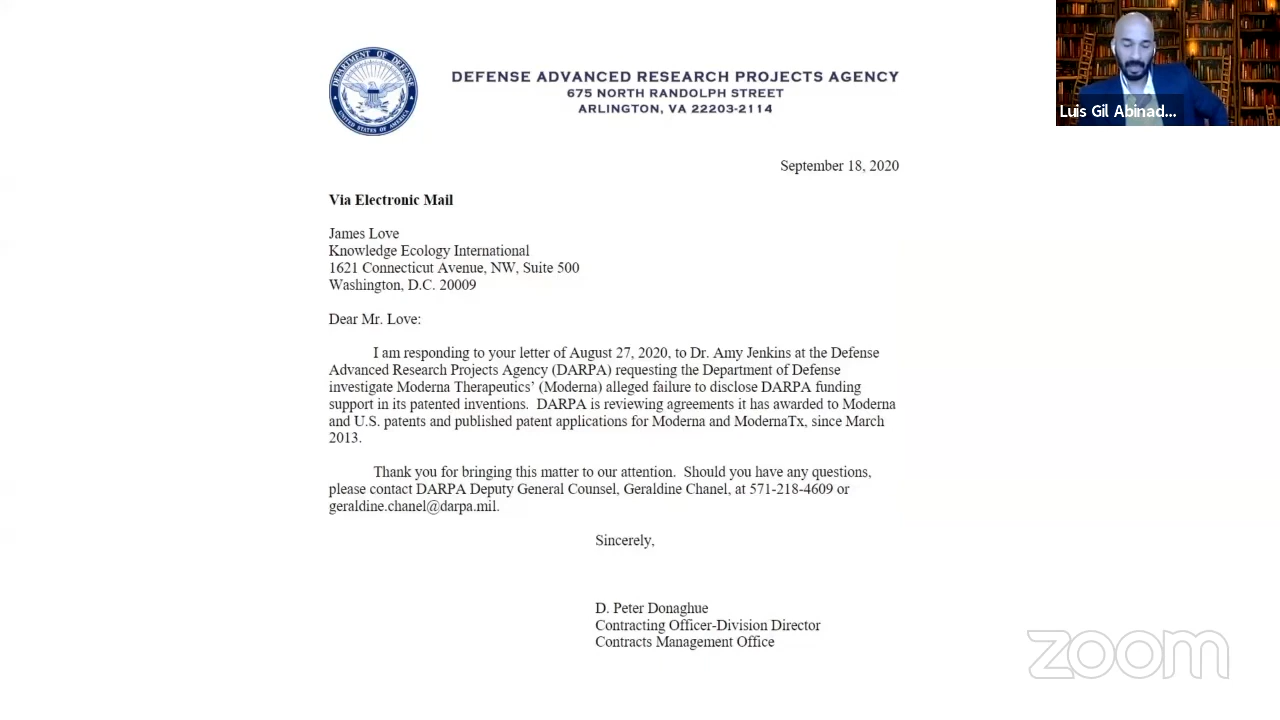 DEPARTMENT OF DEFENSE
UNITED STATES OF AMERICA
DEFENSE ADVANCED RESEARCH PROJECTS AGENCY
675 NORTH RANDOLPH STREET
ARLINGTON, VA 22203-2114
Luis Gil Abinad...
September 18, 2020
Via Electronic Mail
James Love
Knowledge Ecology International
1621 Connecticut Avenue, NW, Suite 500
Washington, D.C. 20009
Dear Mr. Love:
I am responding to your letter of August 27, 2020, to Dr. Amy Jenkins at the Defense
Advanced Research Projects Agency (DARPA) requesting the Department of Defense
investigate Moderna Therapeutics’ (Moderna) alleged failure to disclose DARPA funding
support in its patented inventions.  DARPA is reviewing agreements it has awarded to Moderna
and U.S. patents and published patent applications for Moderna and ModernaTx, since March
2013.
Thank you for bringing this matter to our attention.  Should you have any questions,
please contact DARPA Deputy General Counsel, Geraldine Chanel, at 571-218-4609 or
geraldine.chanel@darpa.mil.
Sincerely,
D. Peter Donaghue
Contracting Officer-Division Director
Contracts Management Office
zoom